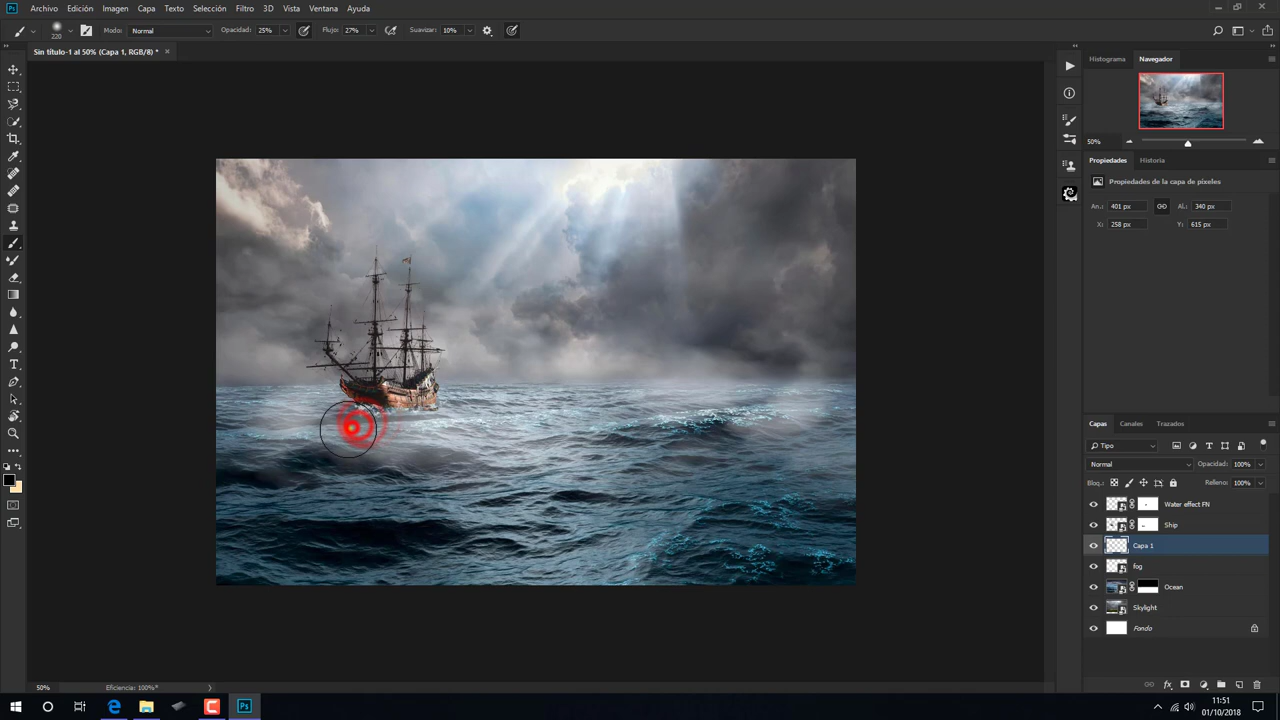 Ps Archivo Edición Imagen Capa Texto Selección Filtro 3D Vista Ventana Ayuda
220 Modo: Normal Opacidad: 25% Flujo: 27% Suavizar: 10%
Sin título-1 al 50% (Capa 1, RGB/8) * ×
Histograma Navegador
50%
Propiedades Historia
Propiedades de la capa de píxeles
An.: 401 px Al.: 340 px
X: 258 px Y: 615 px
Capas Canales Trazados
Tipo
Normal Opacidad: 100%
Bloq.: Relleno: 100%
Water effect FN
Ship
Capa 1
fog
Ocean
Skylight
Fondo
50% Eficiencia: 100%*
Ps
11:51
01/10/2018